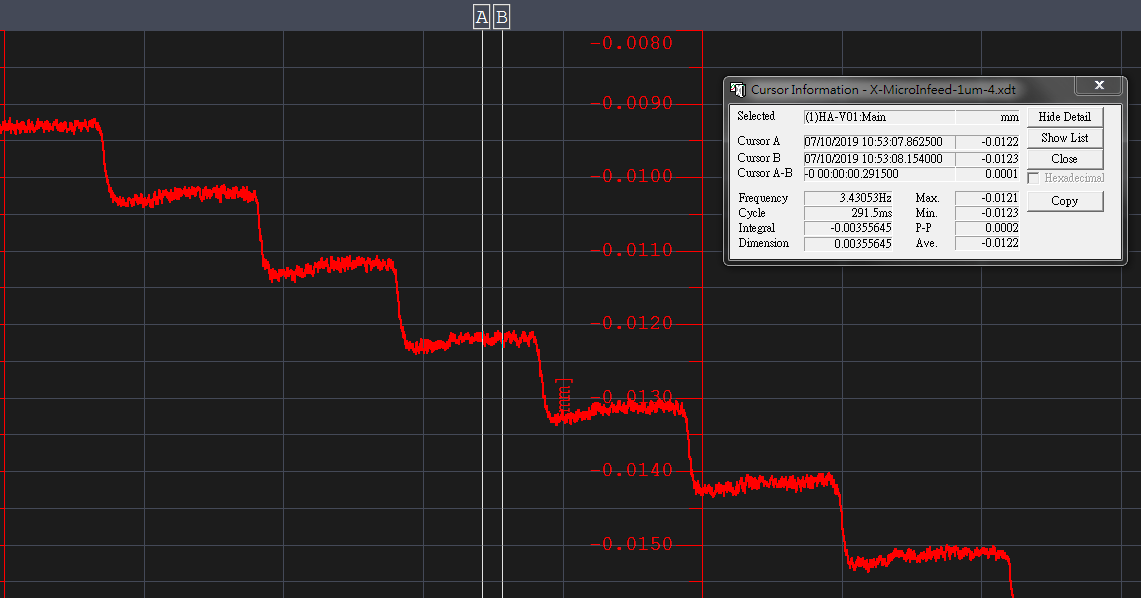 A B
-0.0080
-0.0090
-0.0100
-0.0110
-0.0120
-0.0130
-0.0140
-0.0150
[mm]
Cursor Information - X-MicroInfeed-1um-4.xdt
X
Selected (1)HA-V01:Main mm Hide Detail
Show List
Cursor A 07/10/2019 10:53:07.862500 -0.0122
Cursor B 07/10/2019 10:53:08.154000 -0.0123 Close
Cursor A-B -0 00:00:00.291500 0.0001 Hexadecimal
Frequency 3.43053Hz Max. -0.0121 Copy
Cycle 291.5ms Min. -0.0123
Integral -0.00355645 P-P 0.0002
Dimension 0.00355645 Ave. -0.0122